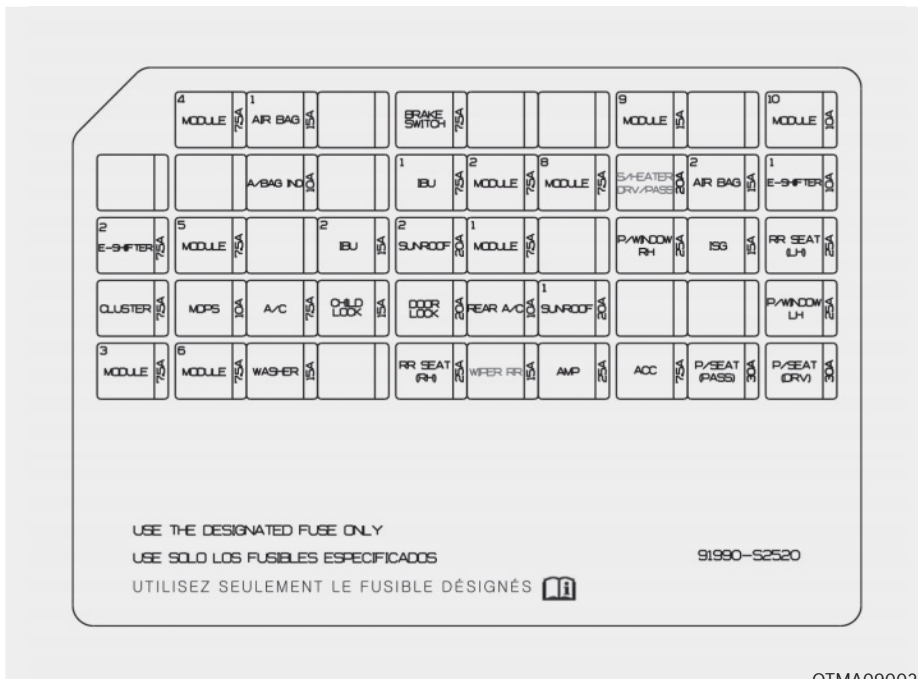 4 MODULE 7.5A 1 AIR BAG 15A BRAKE SWITCH 7.5A 9 MODULE 15A 10 MODULE 10A
A/BAG IND 10A 1 IBU 7.5A 2 MODULE 7.5A 8 MODULE 7.5A S/HEATER DRV/PASS 20A 2 AIR BAG 15A 1 E-SHIFTER 10A
2 E-SHIFTER 7.5A 5 MODULE 7.5A 2 IBU 15A 2 SUNROOF 20A 1 MODULE 7.5A P/WINDOW RH 25A ISG 15A RR SEAT (LH) 25A
CLUSTER 7.5A MDPS 10A A/C 7.5A CHILD LOCK 15A DOOR LOCK 20A REAR A/C 10A 1 SUNROOF 20A P/WINDOW LH 25A
3 MODULE 7.5A 6 MODULE 7.5A WASHER 15A RR SEAT (RH) 25A WIPER RR 15A AMP 25A ACC 7.5A P/SEAT (PASS) 30A P/SEAT (DRV) 30A
USE THE DESIGNATED FUSE ONLY
USE SOLO LOS FUSIBLES ESPECIFICADOS
91990-S2520
UTILISEZ SEULEMENT LE FUSIBLE DÉSIGNÉS